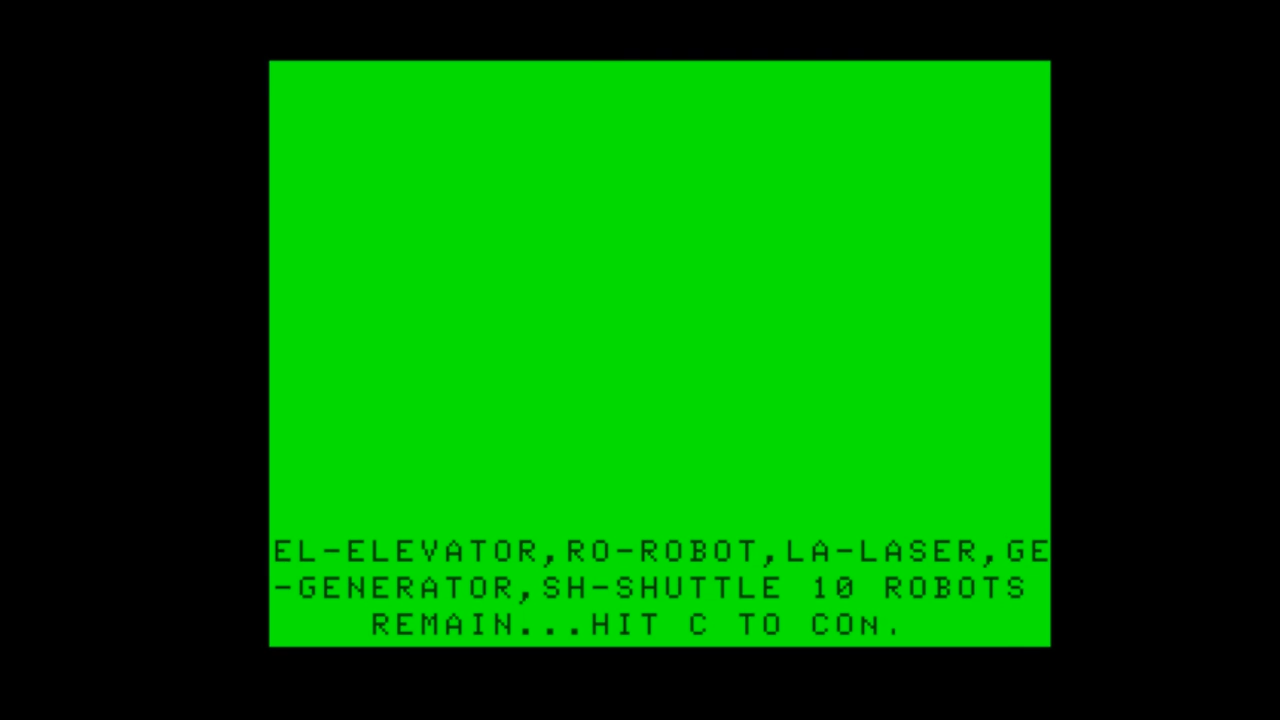 EL-ELEVATOR,RO-ROBOT,LA-LASER,GE
-GENERATOR,SH-SHUTTLE 10 ROBOTS
REMAIN...HIT C TO CON.